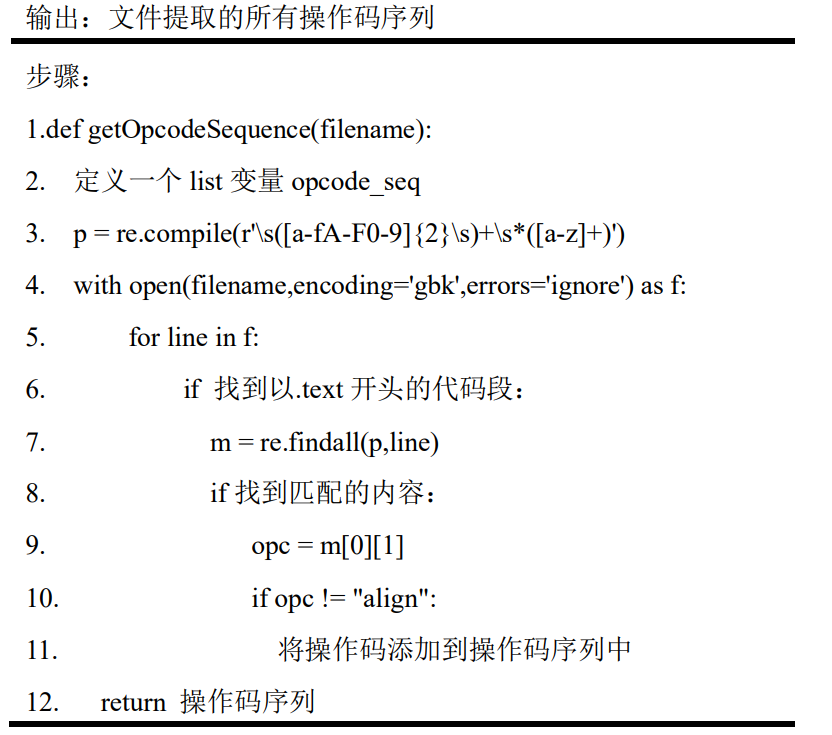 输出：文件提取的所有操作码序列
步骤：
1.def getOpcodeSequence(filename):
2. 定义一个 list 变量 opcode_seq
3. p = re.compile(r'\s([a-fA-F0-9]{2}\s)+\s*([a-z]+)')
4. with open(filename,encoding='gbk',errors='ignore') as f:
5. for line in f:
6. if 找到以.text 开头的代码段：
7. m = re.findall(p,line)
8. if 找到匹配的内容：
9. opc = m[0][1]
10. if opc != "align":
11. 将操作码添加到操作码序列中
12. return 操作码序列